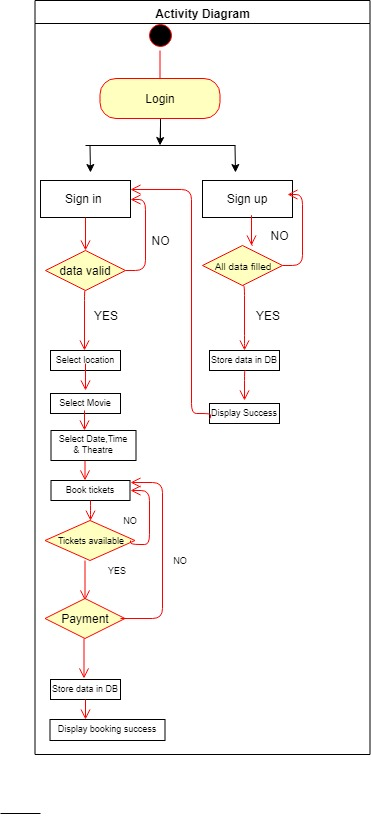 Activity Diagram
Login
Sign in
Sign up
NO
NO
data valid
All data filled
YES
YES
Select location
Store data in DB
Select Movie
Display Success
Select Date,Time
& Theatre
Book tickets
NO
Tickets available
NO
YES
Payment
Store data in DB
Display booking success